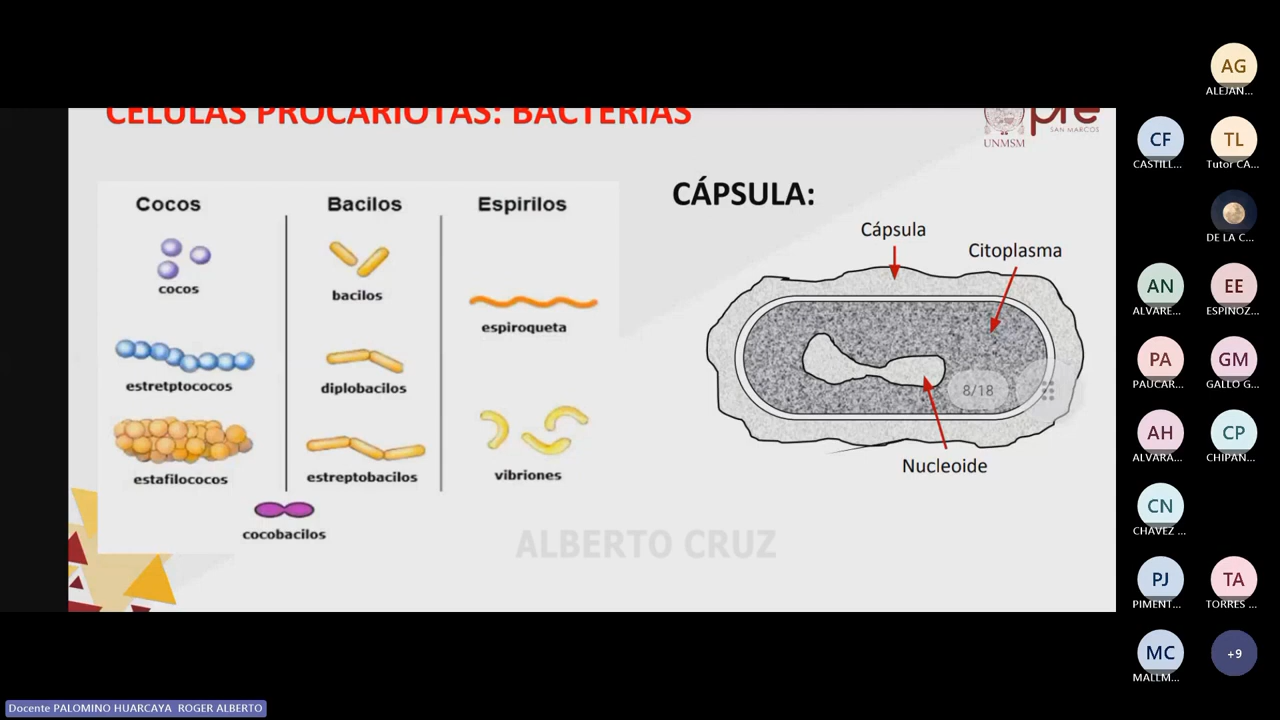 CÉLULAS PROCARIOTAS: BACTERIAS
pre
SAN MARCOS
UNMSM
Cocos
Bacilos
Espirilos
cocos
bacilos
espiroqueta
estretptococos
diplobacilos
estafilococos
estreptobacilos
vibriones
cocobacilos
CÁPSULA:
Cápsula
Citoplasma
8/18
Nucleoide
ALBERTO CRUZ
AG
ALEJAN...
CF
CASTILL...
TL
Tutor CA...
DE LA C...
AN
ALVARE...
EE
ESPINOZ...
PA
PAUCAR...
GM
GALLO G...
AH
ALVARA...
CP
CHIPAN...
CN
CHAVEZ ...
PJ
PIMENT...
TA
TORRES ...
MC
MALLM...
+9
Docente PALOMINO HUARCAYA ROGER ALBERTO